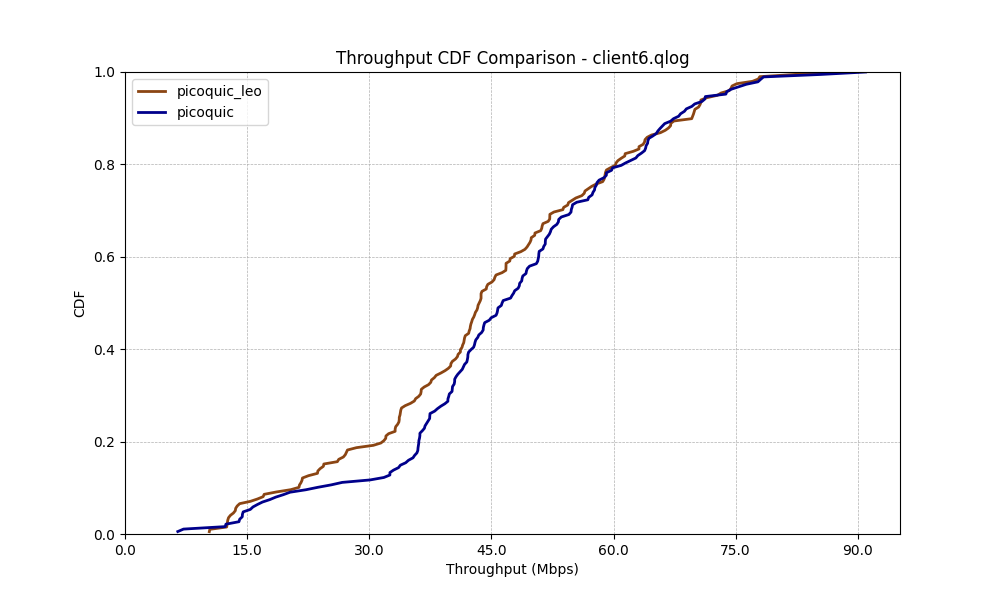 Throughput CDF Comparison - client6.qlog
picoquic_leo
picoquic
CDF
1.0
0.8
0.6
0.4
0.2
0.0
0.0 15.0 30.0 45.0 60.0 75.0 90.0
Throughput (Mbps)